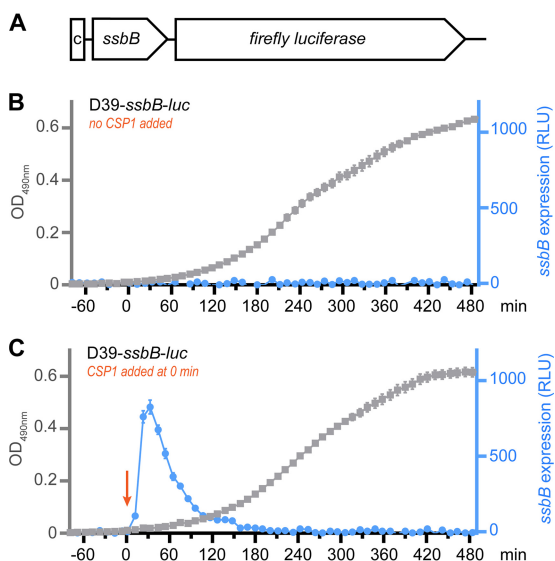 A
C ssbB firefly luciferase
B
D39-ssbB-luc
no CSP1 added
0.6
0.4
0.2
0
OD490nm
1000
500
0
ssbB expression (RLU)
-60 0 60 120 180 240 300 360 420 480 min
C
D39-ssbB-luc
CSP1 added at 0 min
0.6
0.4
0.2
0
OD490nm
1000
500
0
ssbB expression (RLU)
-60 0 60 120 180 240 300 360 420 480 min